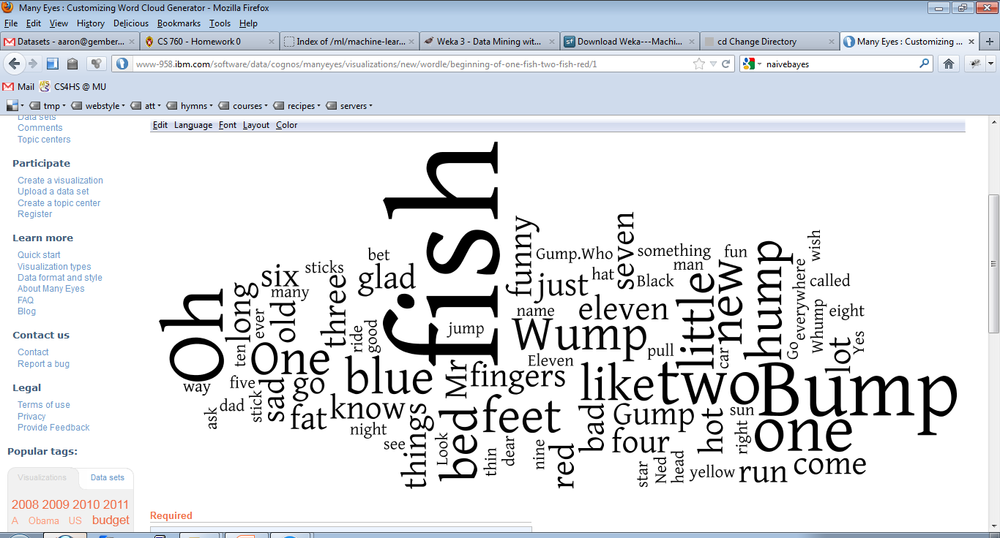 Many Eyes : Customizing Word Cloud Generator - Mozilla Firefox
File Edit View History Delicious Bookmarks Tools Help
Datasets - aaron@gember... CS 760 - Homework 0 Index of /ml/machine-lear... Weka 3 - Data Mining wit... Download Weka---Machi... cd Change Directory Many Eyes : Customizing ...
www-958.ibm.com/software/data/cognos/manyeyes/visualizations/new/wordle/beginning-of-one-fish-two-fish-red/1 naivebayes
Mail CS4HS @ MU
tmp webstyle att hymns courses recipes servers
Data sets
Comments
Topic centers
Participate
Create a visualization
Upload a data set
Create a topic center
Register
Learn more
Quick start
Visualization types
Data format and style
About Many Eyes
FAQ
Blog
Contact us
Contact
Report a bug
Legal
Terms of use
Privacy
Provide Feedback
Popular tags:
Visualizations Data sets
2008 2009 2010 2011
A Obama US budget
Edit Language Font Layout Color
fish
Oh
way
ask
ten
long
ever
six
many
old
One
five
dad
stick
sad
go
fat
sticks
three
ride
good
bet
glad
blue
know
night
see
things
Look
jump
Mr
bed
fingers
feet
thin
dear
nine
red
funny
Gump.Who
just
hat
name
Wump
Eleven
seven
something
man
Black
eleven
pull
like
bad
Gump
four
star
Ned
head
little
new
fun
car
two
hot
sun
right
yellow
run
hump
wish
everywhere
called
Go
Whump
eight
lot
Yes
Bump
one
come
Required